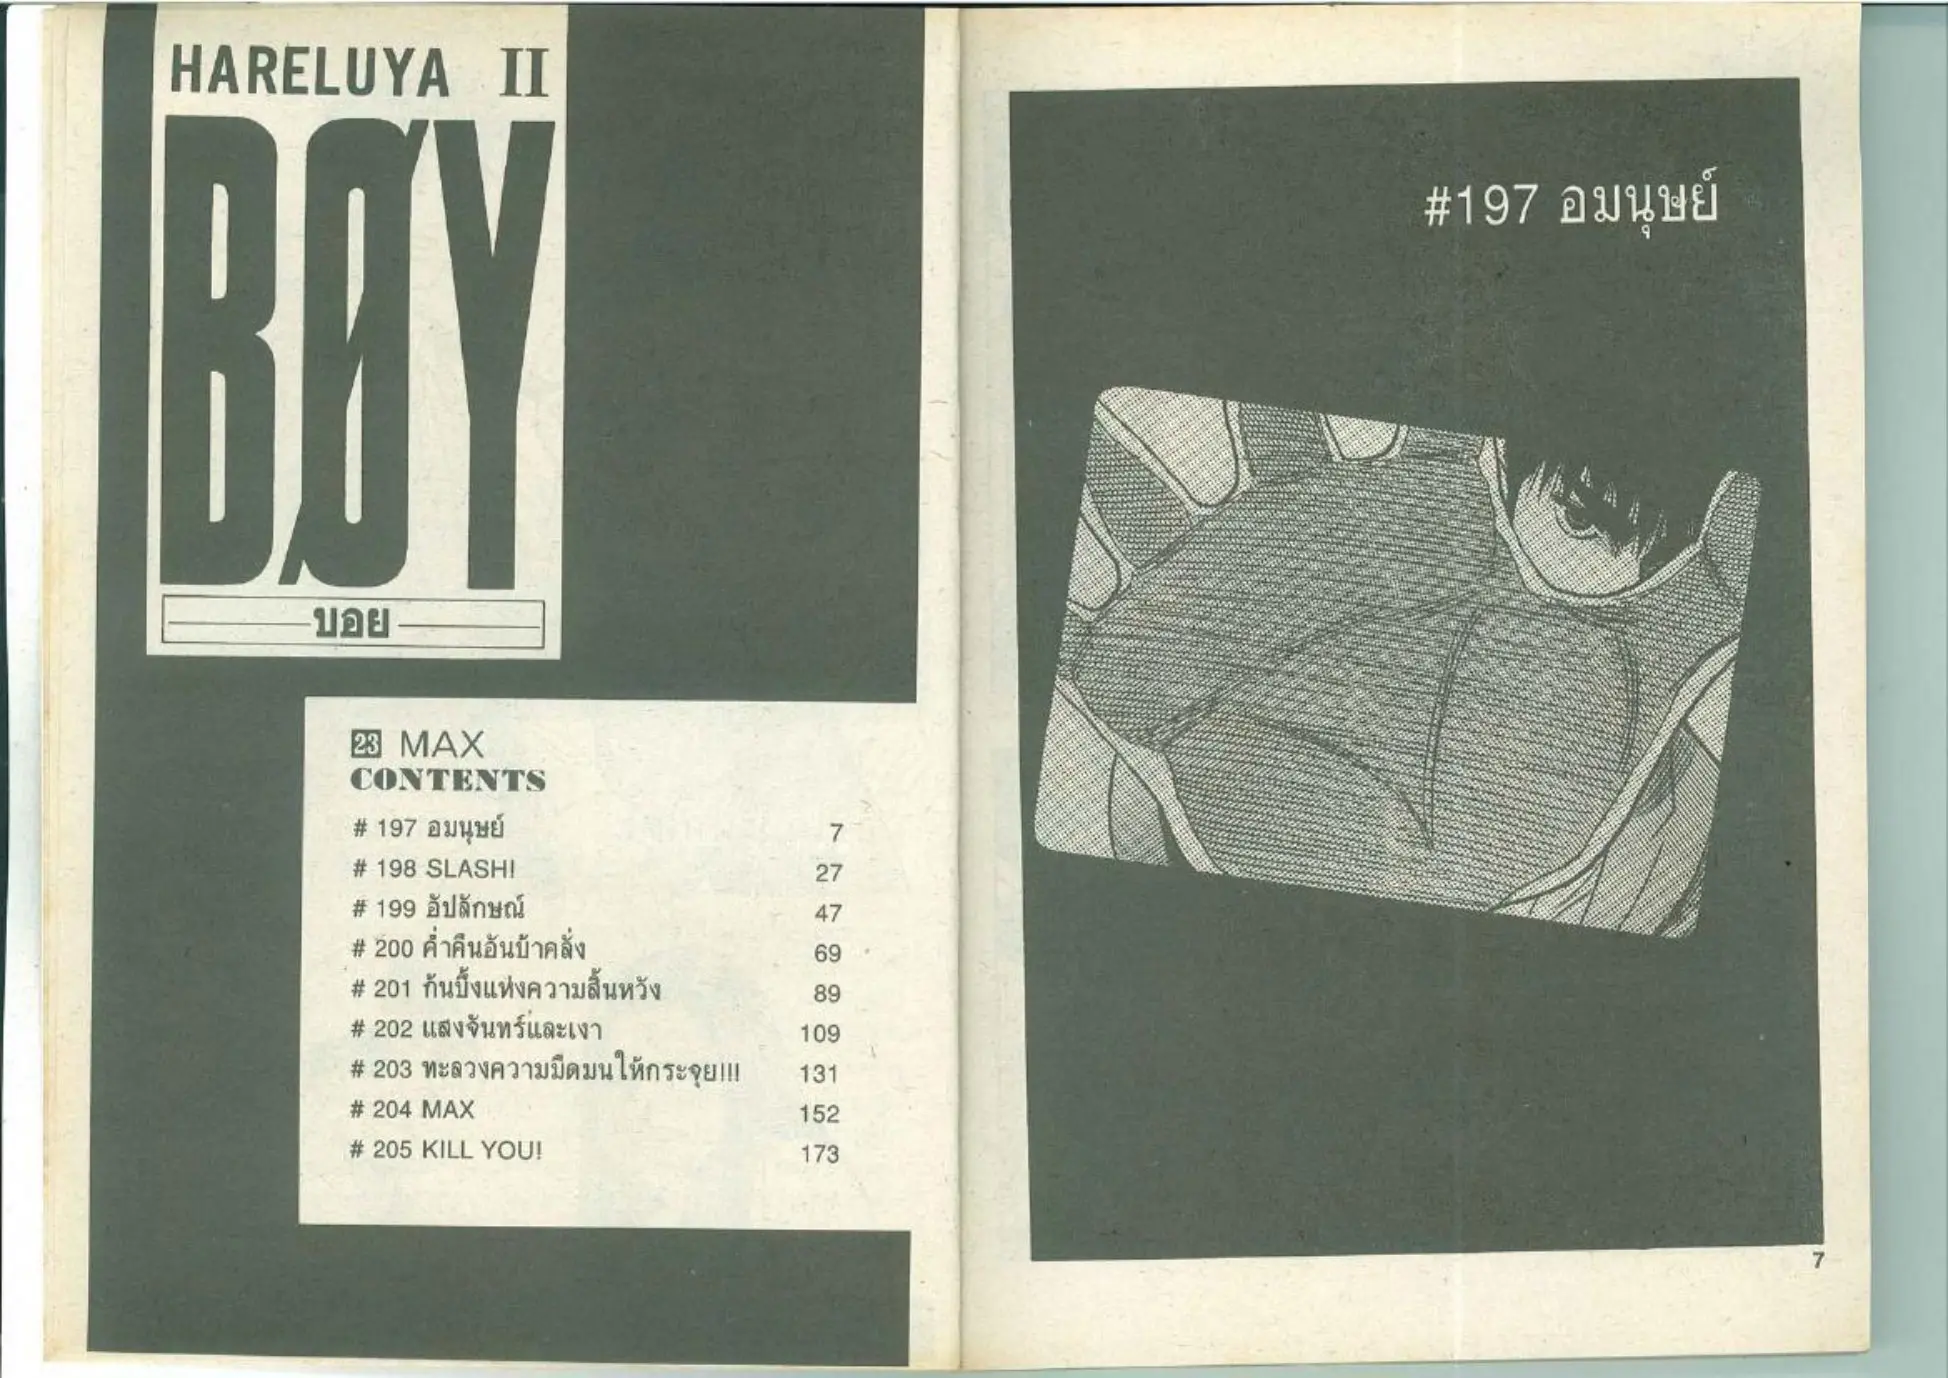 HARELUYA II
BØY
บอย
23 MAX
CONTENTS
# 197 อมนุษย์ 7
# 198 SLASH! 27
# 199 อัปลักษณ์ 47
# 200 ค่ำคืนอันบ้าคลั่ง 69
# 201 ก้นบึ้งแห่งความสิ้นหวัง 89
# 202 แสงจันทร์และเงา 109
# 203 ทะลวงความมืดมนให้กระจุย!!! 131
# 204 MAX 152
# 205 KILL YOU! 173
#197 อมนุษย์
7